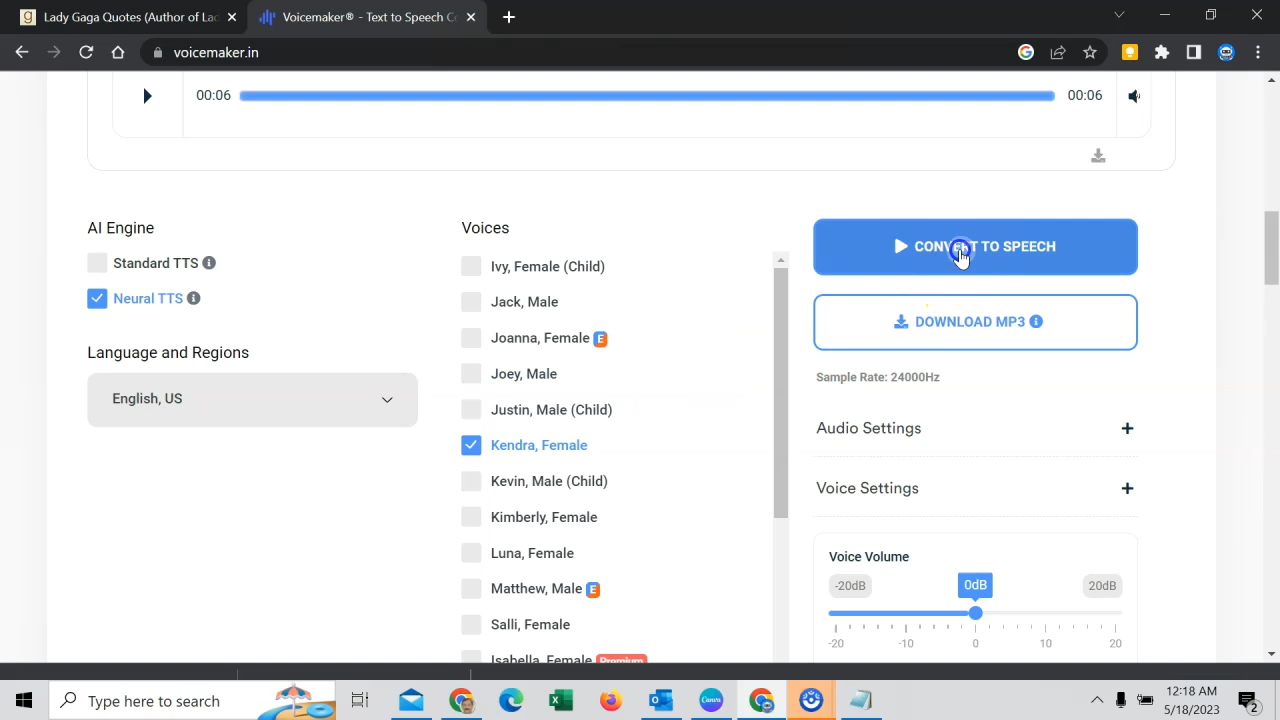 Lady Gaga Quotes (Author of Lac
Voicemaker® - Text to Speech Co
voicemaker.in
00:06
00:06
AI Engine
Standard TTS
Neural TTS
Language and Regions
English, US
Voices
Ivy, Female (Child)
Jack, Male
Joanna, Female E
Joey, Male
Justin, Male (Child)
Kendra, Female
Kevin, Male (Child)
Kimberly, Female
Luna, Female
Matthew, Male E
Salli, Female
Isabella, Female Premium
CONVERT TO SPEECH
DOWNLOAD MP3
Sample Rate: 24000Hz
Audio Settings
Voice Settings
Voice Volume
-20dB 0dB 20dB
-20 -10 0 10 20
Type here to search
12:18 AM
5/18/2023
2